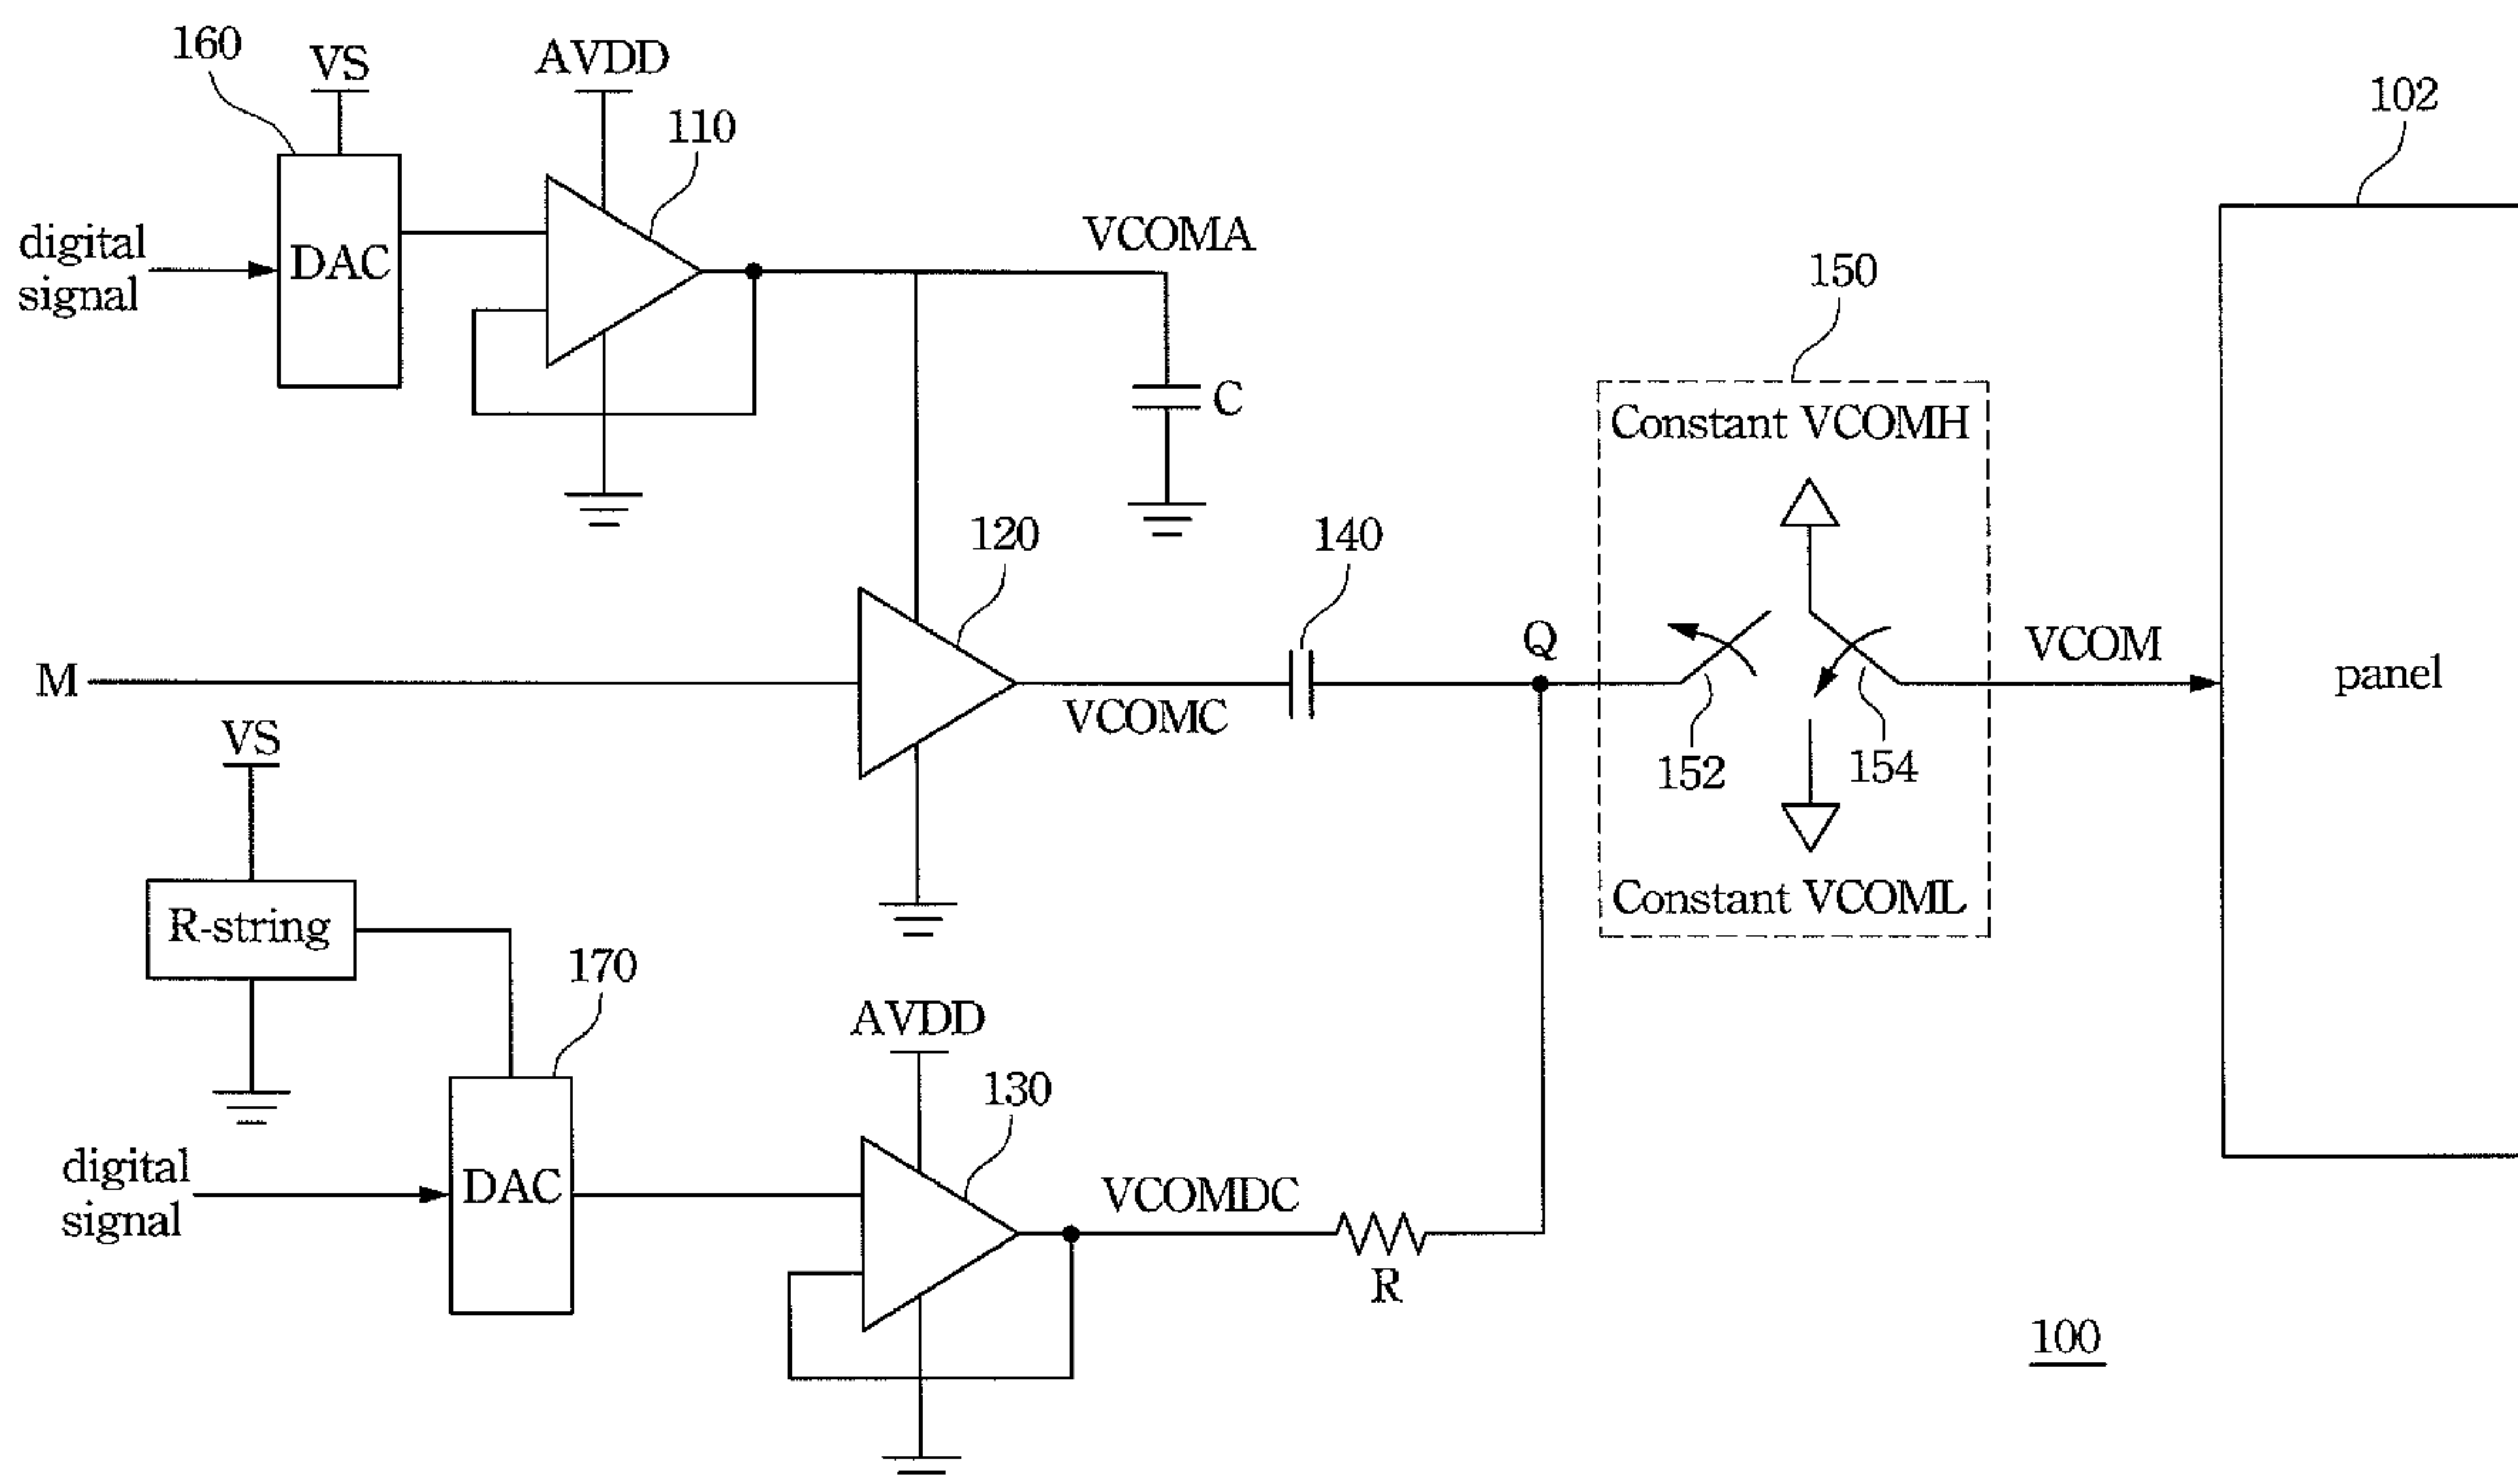 160
VS
AVDD
110
102
digital
signal
DAC
VCOMA
150
C
Constant VCOMH
120
140
M
Q
VCOM
panel
VCOMC
152
154
VS
Constant VCOML
R-string
170
AVDD
130
digital
signal
DAC
VCOMDC
R
100